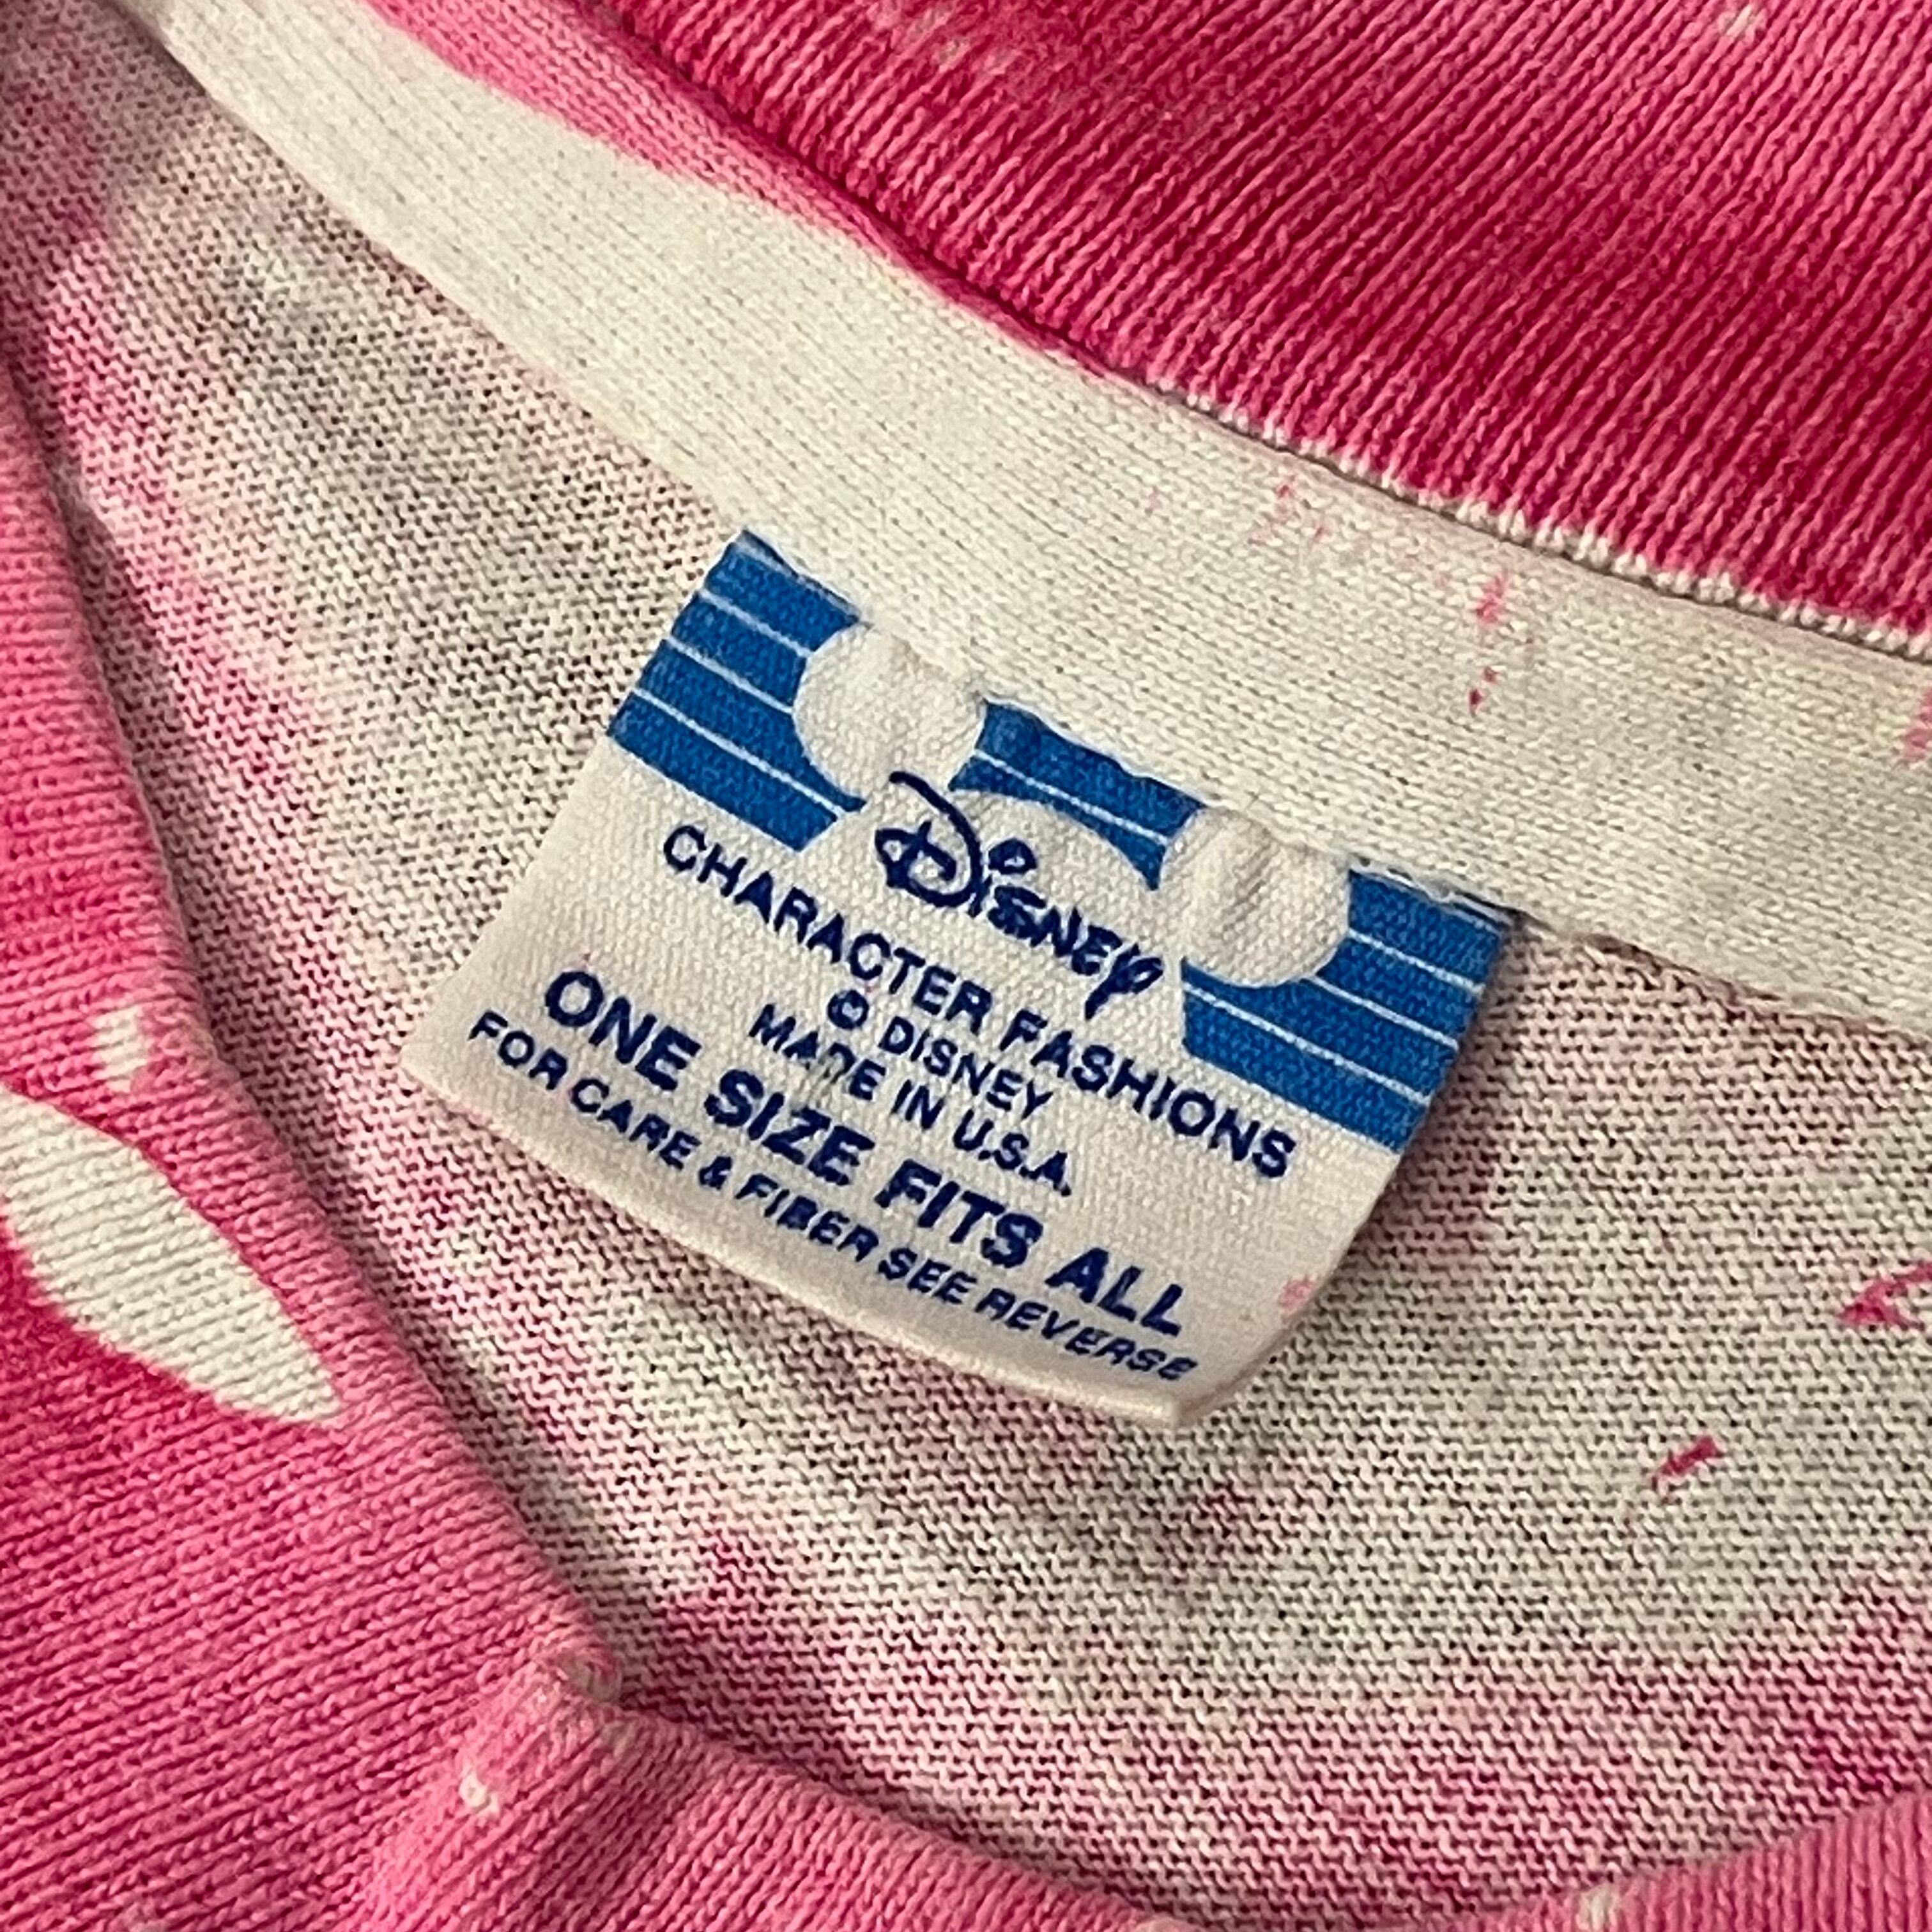 Disney
CHARACTER FASHIONS
© DISNEY
MADE IN U.S.A.
ONE SIZE FITS ALL
FOR CARE & FIBER SEE REVERSE